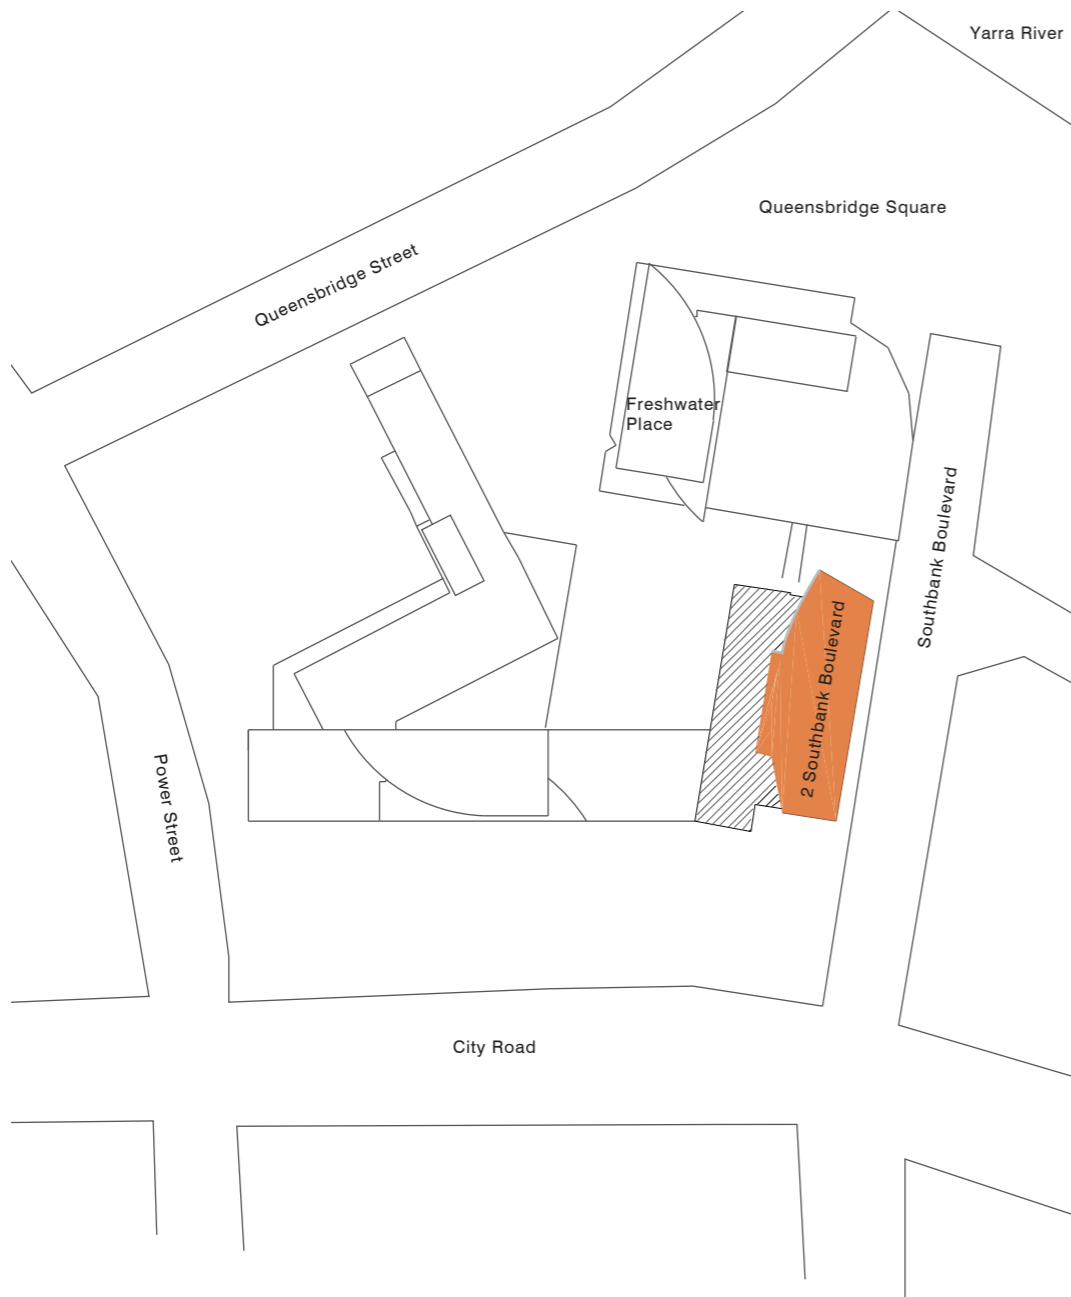 Yarra River
Queensbridge Square
Queensbridge Street
Freshwater
Place
Southbank Boulevard
2 Southbank Boulevard
Power Street
City Road